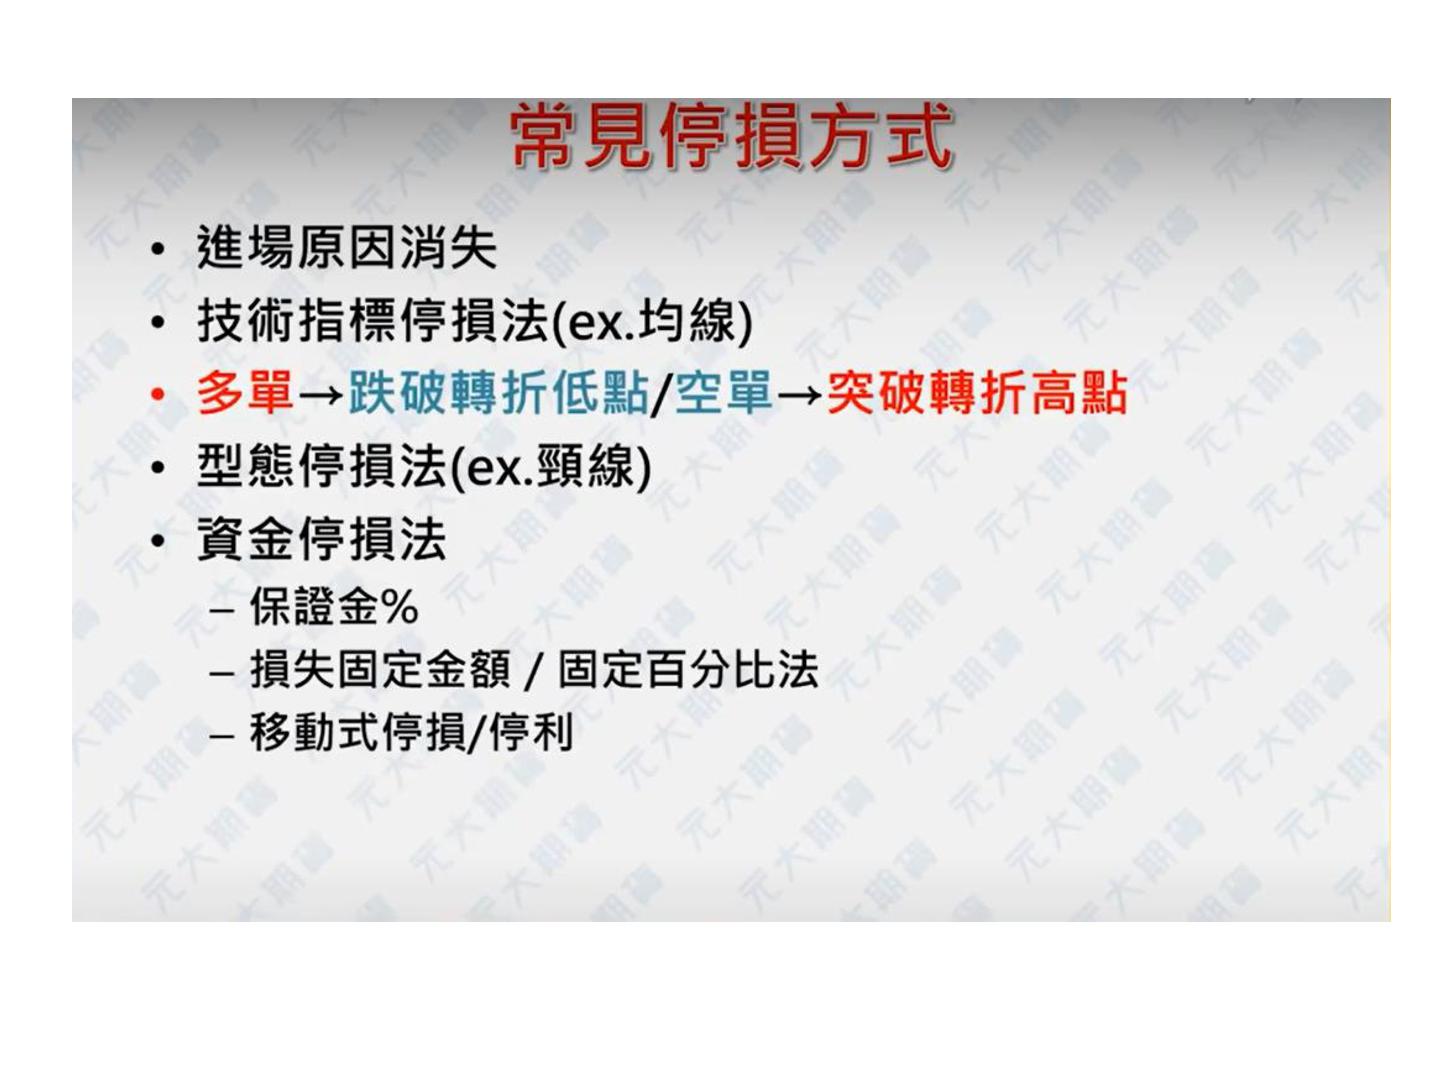 常見停損方式
• 進場原因消失
• 技術指標停損法(ex.均線)
• 多單→跌破轉折低點/空單→突破轉折高點
• 型態停損法(ex.頸線)
• 資金停損法
– 保證金%
– 損失固定金額 / 固定百分比法
– 移動式停損/停利
元大期貨